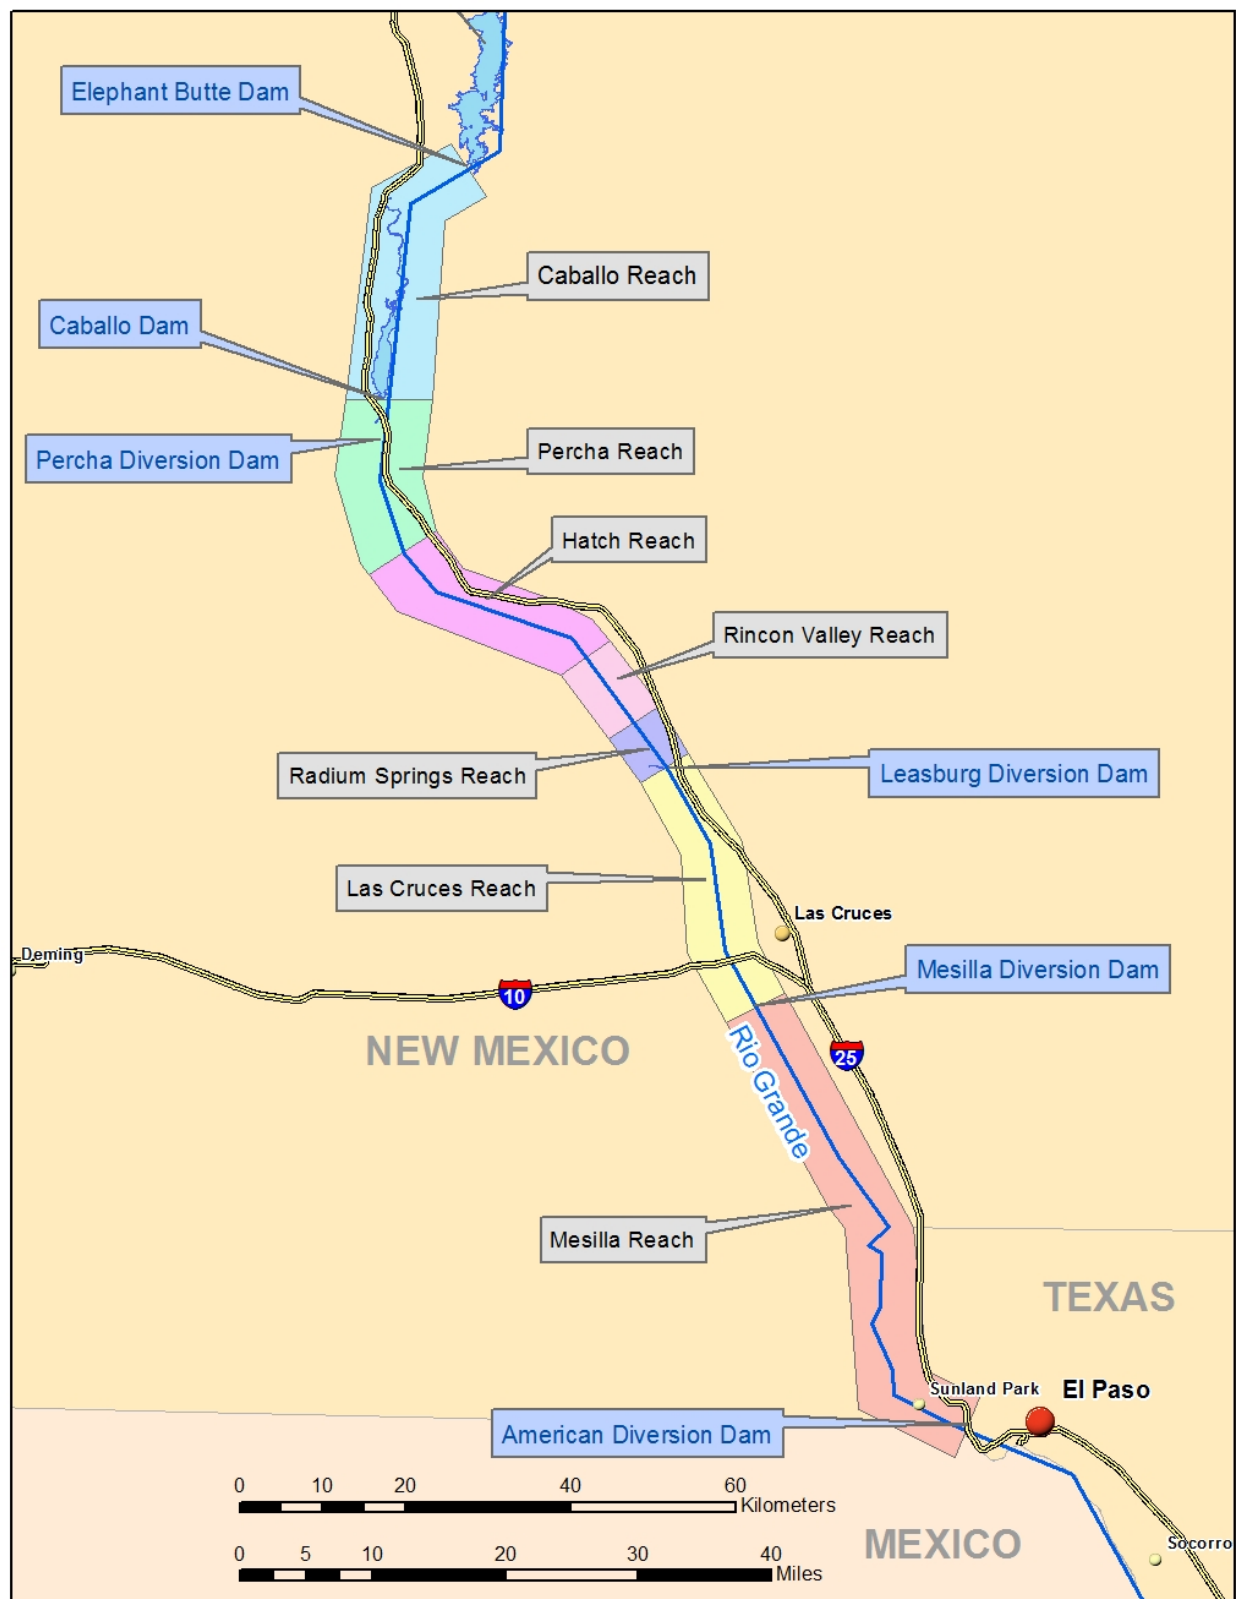 Elephant Butte Dam
Caballo Reach
Caballo Dam
Percha Reach
Percha Diversion Dam
Hatch Reach
Rincon Valley Reach
Radium Springs Reach
Leasburg Diversion Dam
Las Cruces Reach
Las Cruces
Deming
Mesilla Diversion Dam
10
NEW MEXICO
25
Rio Grande
Mesilla Reach
TEXAS
Sunland Park
El Paso
American Diversion Dam
0 10 20 40 60
Kilometers
MEXICO
Socorro
0 5 10 20 30 40
Miles